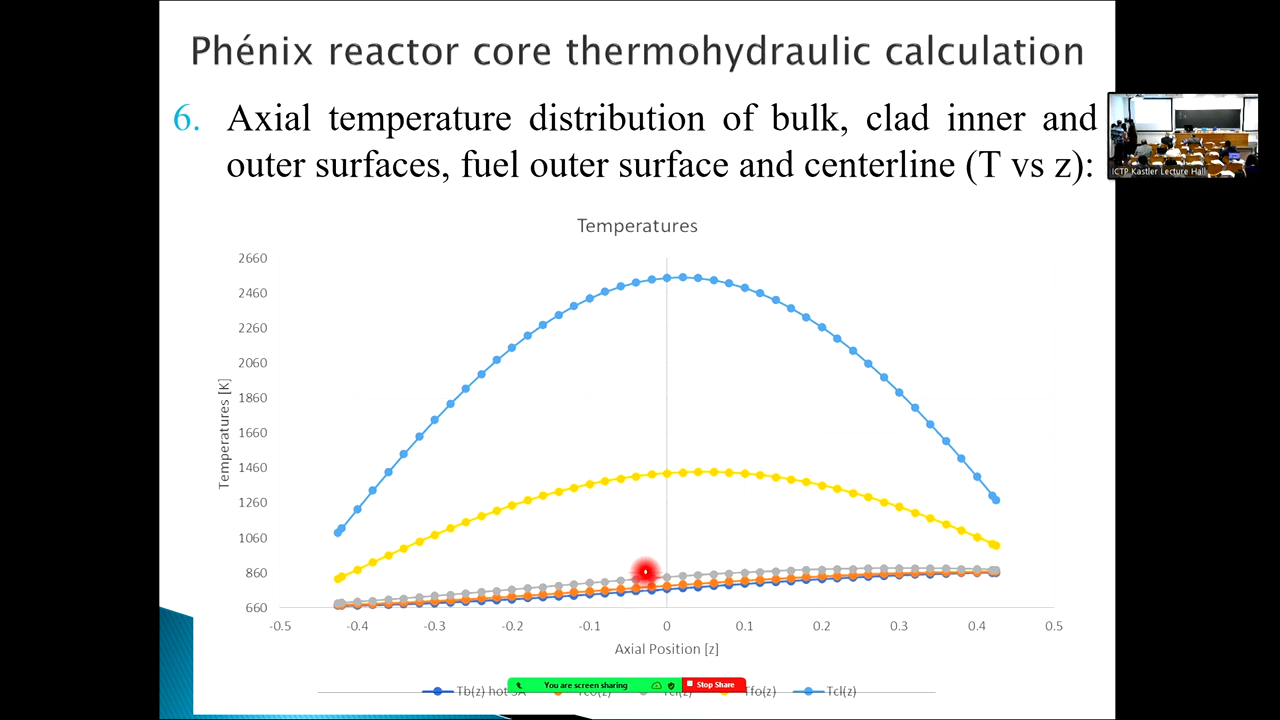 Phénix reactor core thermohydraulic calculation
6. Axial temperature distribution of bulk, clad inner and
outer surfaces, fuel outer surface and centerline (T vs z):
ICTP Kastler Lecture Hall
Temperatures
2660
2460
2260
2060
1860
1660
1460
1260
1060
860
660
Temperatures [K]
-0.5 -0.4 -0.3 -0.2 -0.1 0 0.1 0.2 0.3 0.4 0.5
Axial Position [z]
You are screen sharing Stop Share
Tb(z) hot Tfo(z) Tcl(z)